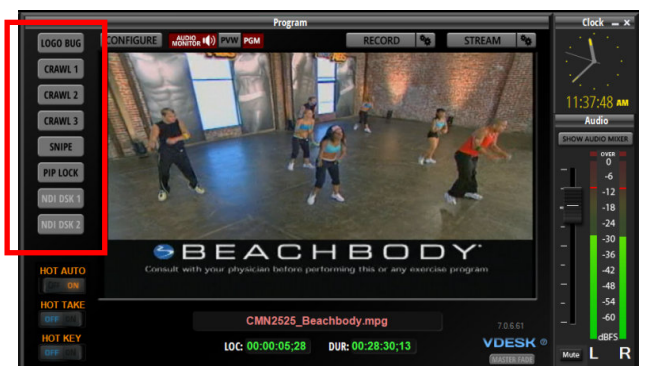 Program
Clock
LOGO BUG
CONFIGURE
AUDIO MONITOR
PVW
PGM
RECORD
STREAM
CRAWL 1
CRAWL 2
CRAWL 3
SNIPE
PIP LOCK
NDI DSK 1
NDI DSK 2
11:37:48 AM
Audio
SHOW AUDIO MIXER
OVER
0
-6
-12
-18
-24
-30
-36
-42
-48
-54
-60
dBFS
Mute L R
BEACHBODY
Consult with your physician before performing this or any exercise program
HOT AUTO
ON
HOT TAKE
OFF
HOT KEY
OFF
CMN2525_Beachbody.mpg
LOC: 00:00:05;28 DUR: 00:28:30;13
7.0.6.61
VDESK
MASTER FADE